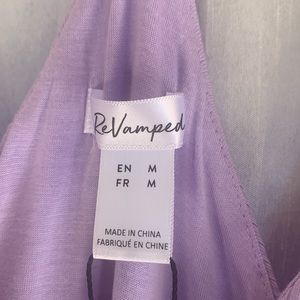 ReVamped
EN M
FR M
MADE IN CHINA
FABRIQUÉ EN CHINE